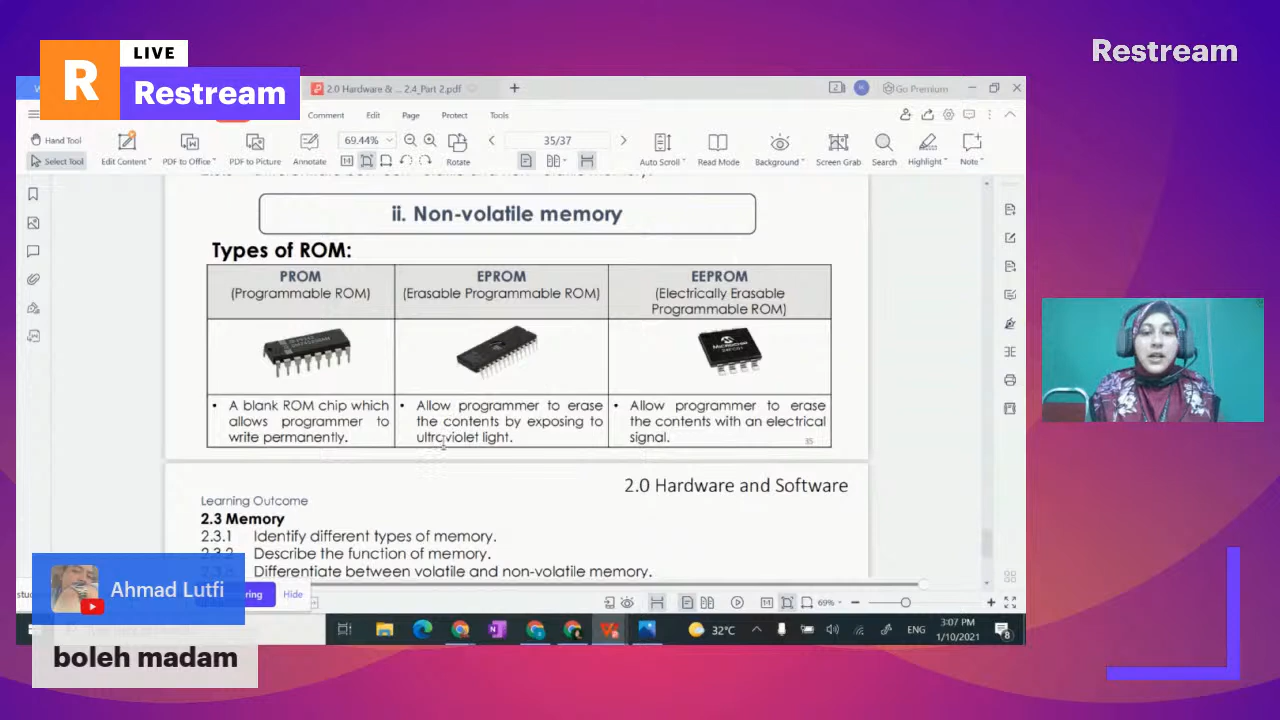 LIVE
R
Restream
Restream
2.0 Hardware & ... 2.4_Part 2.pdf
Go Premium
Comment Edit Page Protect Tools
Hand Tool
69.44%
35/37
Select Tool
Edit Content
PDF to Office
PDF to Picture
Annotate
Rotate
Auto Scroll
Read Mode
Background
Screen Grab
Search
Highlight
Note
ii. Non-volatile memory
Types of ROM:
PROM
(Programmable ROM)
EPROM
(Erasable Programmable ROM)
EEPROM
(Electrically Erasable
Programmable ROM)
MICROCHIP
• A blank ROM chip which
allows programmer to
write permanently.
• Allow programmer to erase
the contents by exposing to
ultraviolet light.
• Allow programmer to erase
the contents with an electrical
signal.
35
2.0 Hardware and Software
Learning Outcome
2.3 Memory
2.3.1 Identify different types of memory.
2.3.2 Describe the function of memory.
Differentiate between volatile and non-volatile memory.
Ahmad Lutfi
Hide
69%
32°C
ENG
3:07 PM
1/10/2021
8
boleh madam